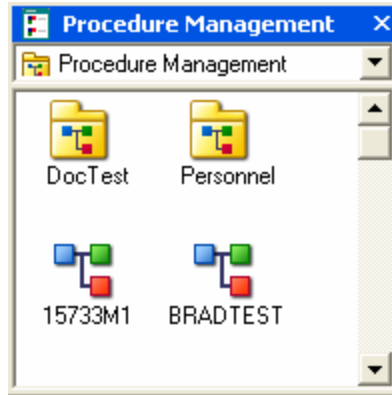 Procedure Management
Procedure Management
DocTest Personnel
15733M1 BRADTEST